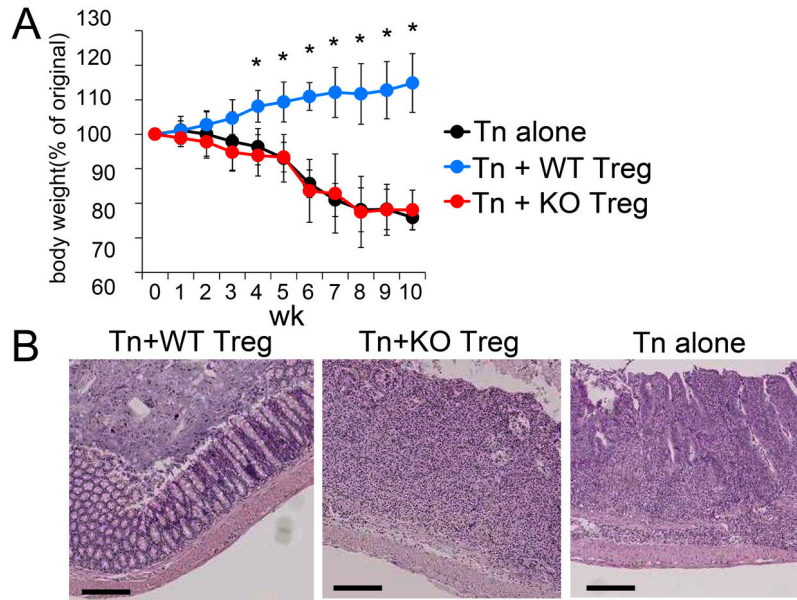 A
body weight(% of original)
130
120
110
100
90
80
70
60
* * * * * * *
0 1 2 3 4 5 6 7 8 9 10
wk
Tn alone
Tn + WT Treg
Tn + KO Treg
B
Tn+WT Treg
Tn+KO Treg
Tn alone